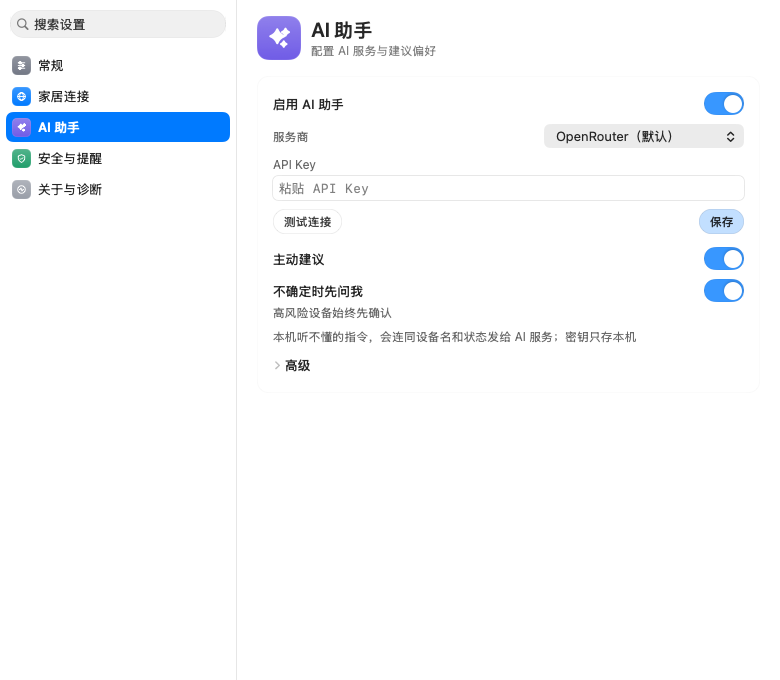 搜索设置
常规
家居连接
AI 助手
安全与提醒
关于与诊断
AI 助手
配置 AI 服务与建议偏好
启用 AI 助手
服务商
OpenRouter（默认）
API Key
粘贴 API Key
测试连接
保存
主动建议
不确定时先问我
高风险设备始终先确认
本机听不懂的指令，会连同设备名和状态发给 AI 服务；密钥只存本机
高级